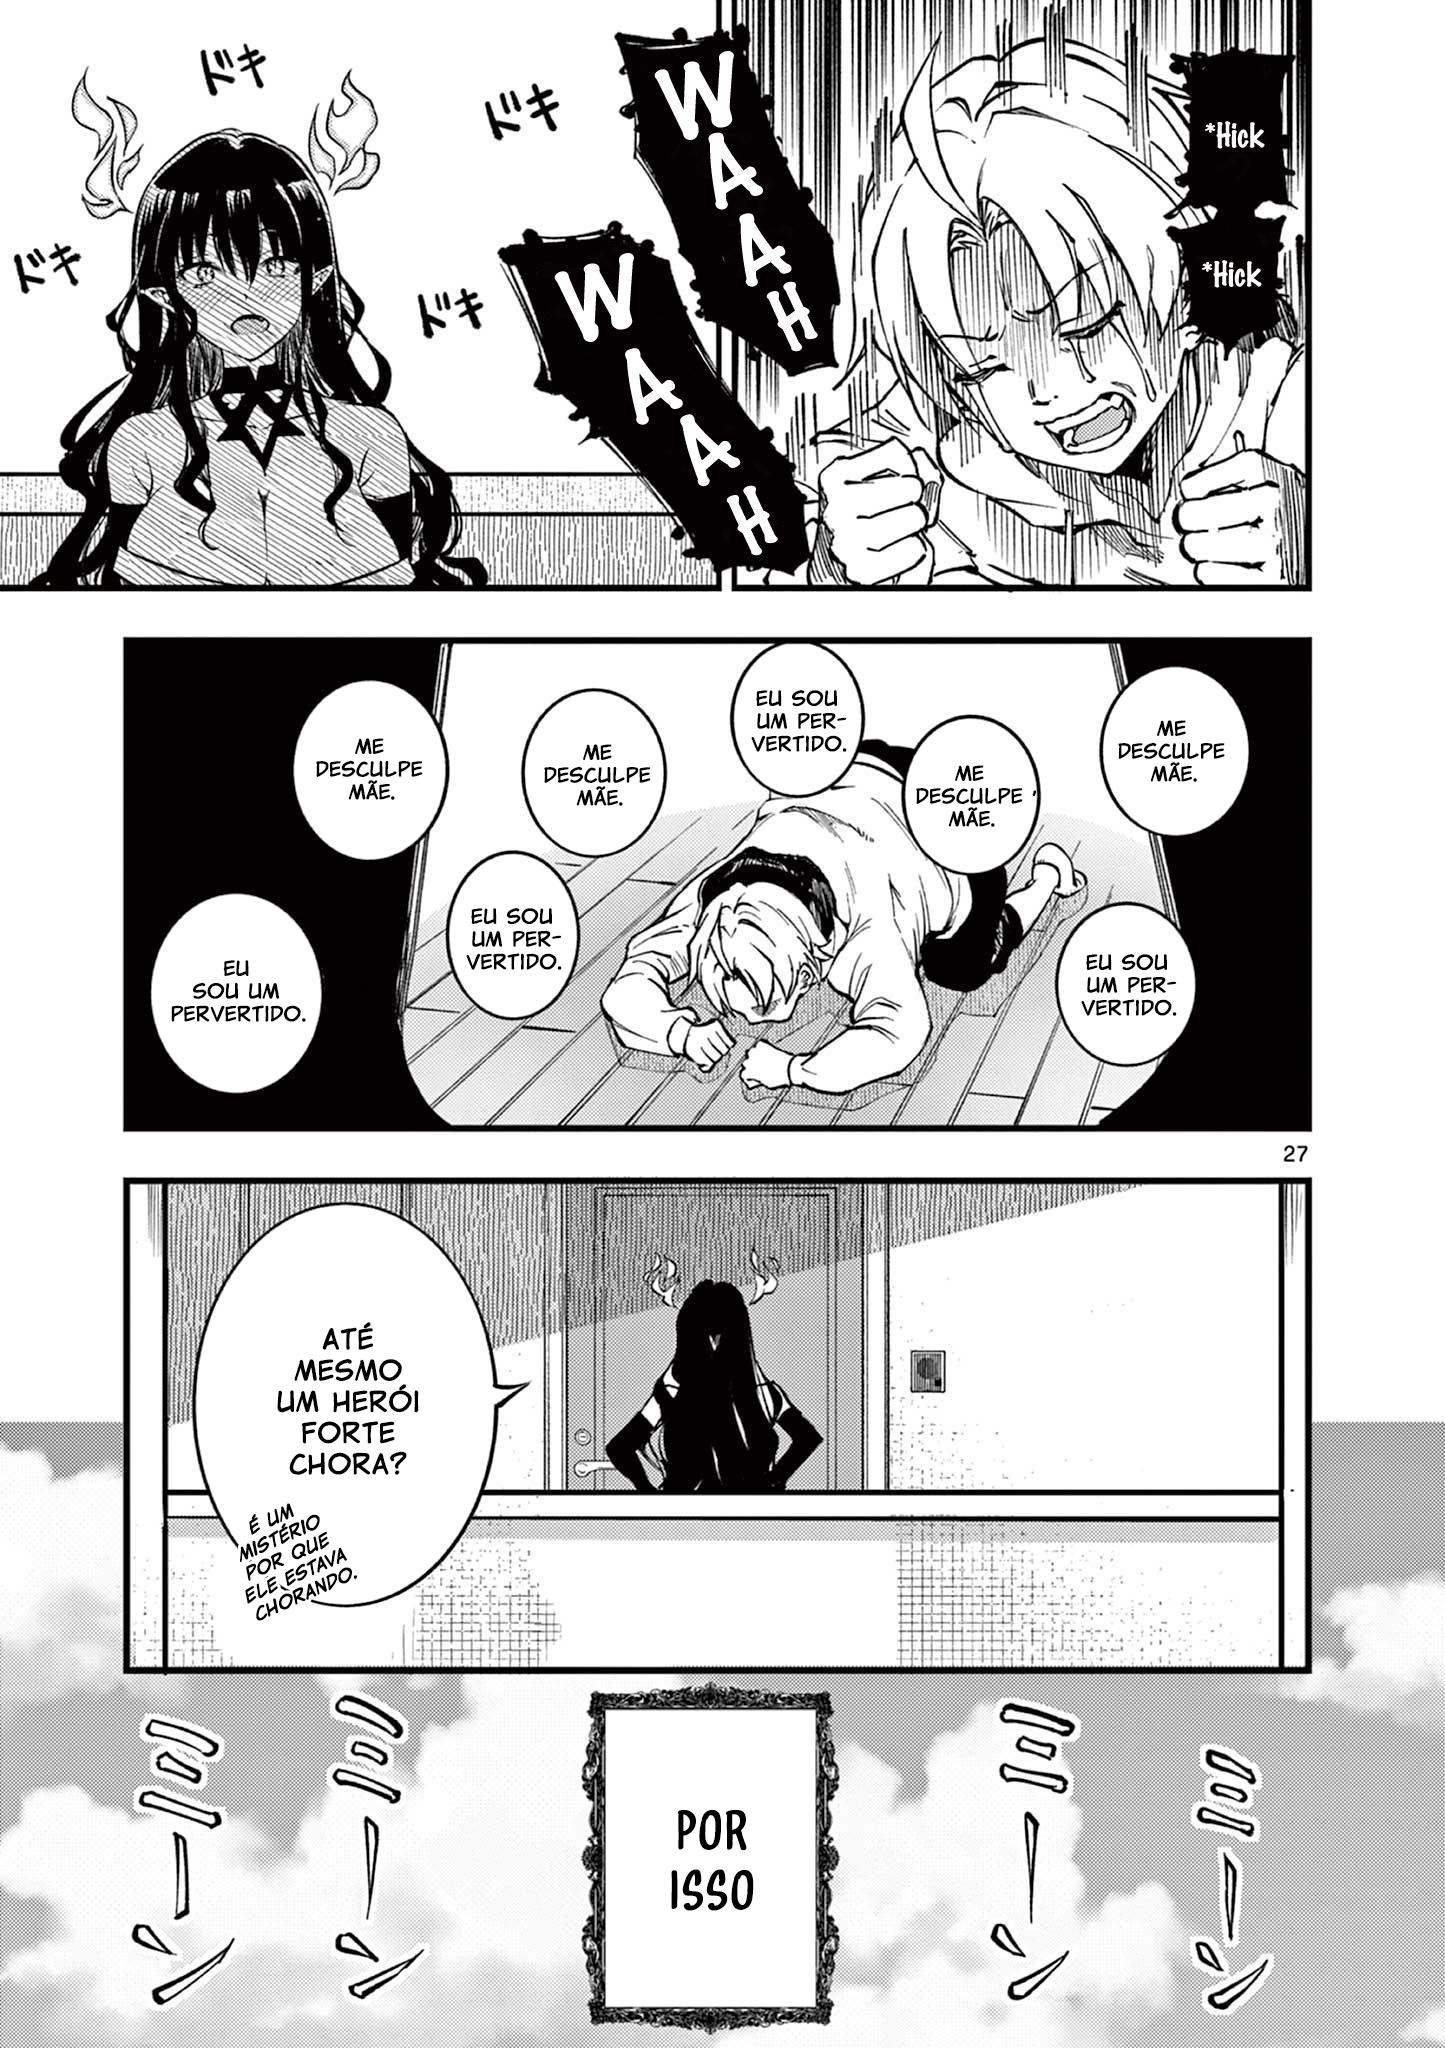 *Hick
*Hick
WAAH
WAAH
ドキ
ドキ
ドキ
ドキ
ME
DESCULPE
MÃE.
EU SOU
UM PER-
VERTIDO.
ME
DESCULPE
MÃE.
ME
DESCULPE
MÃE.
ME
DESCULPE
MÃE.
EU SOU
UM PER-
VERTIDO.
EU SOU
UM PER-
VERTIDO.
EU
SOU UM
PERVERTIDO.
27
ATÉ
MESMO
UM HERÓI
FORTE
CHORA?
É UM
MISTÉRIO
POR QUE
ELE ESTAVA
CHORANDO.
ミーン
ミーン
POR
ISSO
ミーン
ミーン